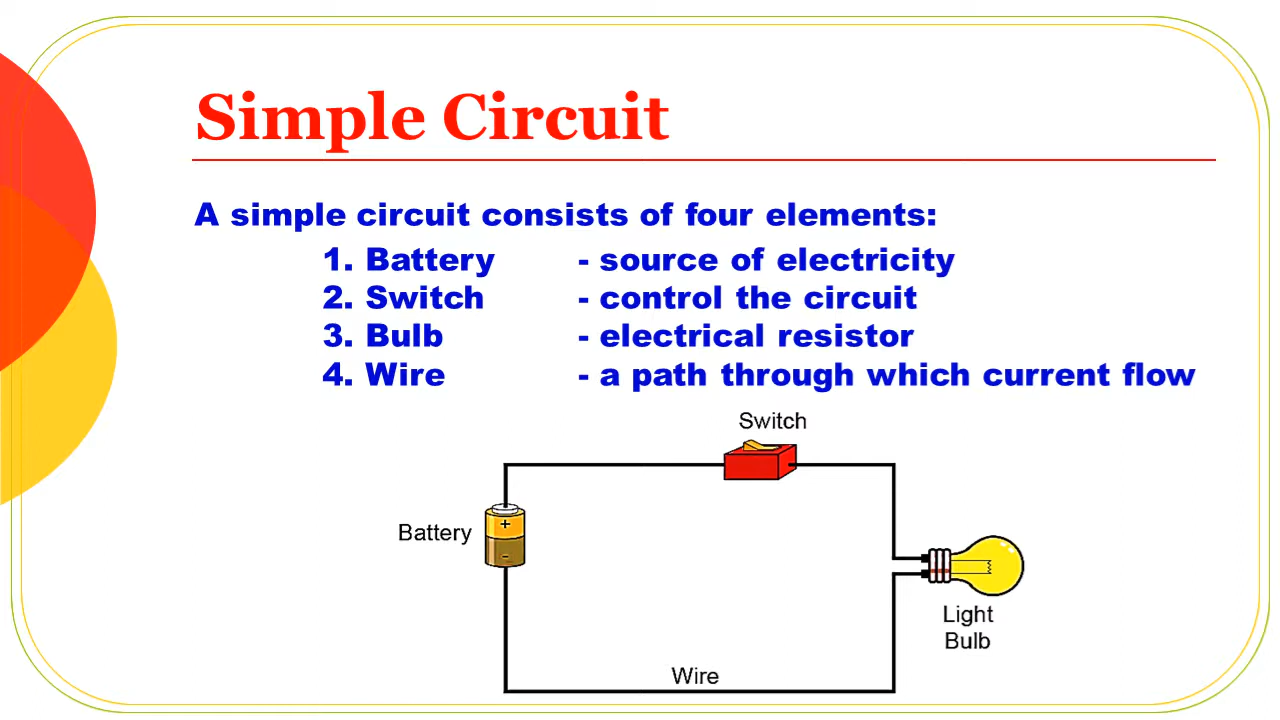 Simple Circuit
A simple circuit consists of four elements:
1. Battery - source of electricity
2. Switch - control the circuit
3. Bulb - electrical resistor
4. Wire - a path through which current flow
Switch
Battery
+
-
Light
Bulb
Wire